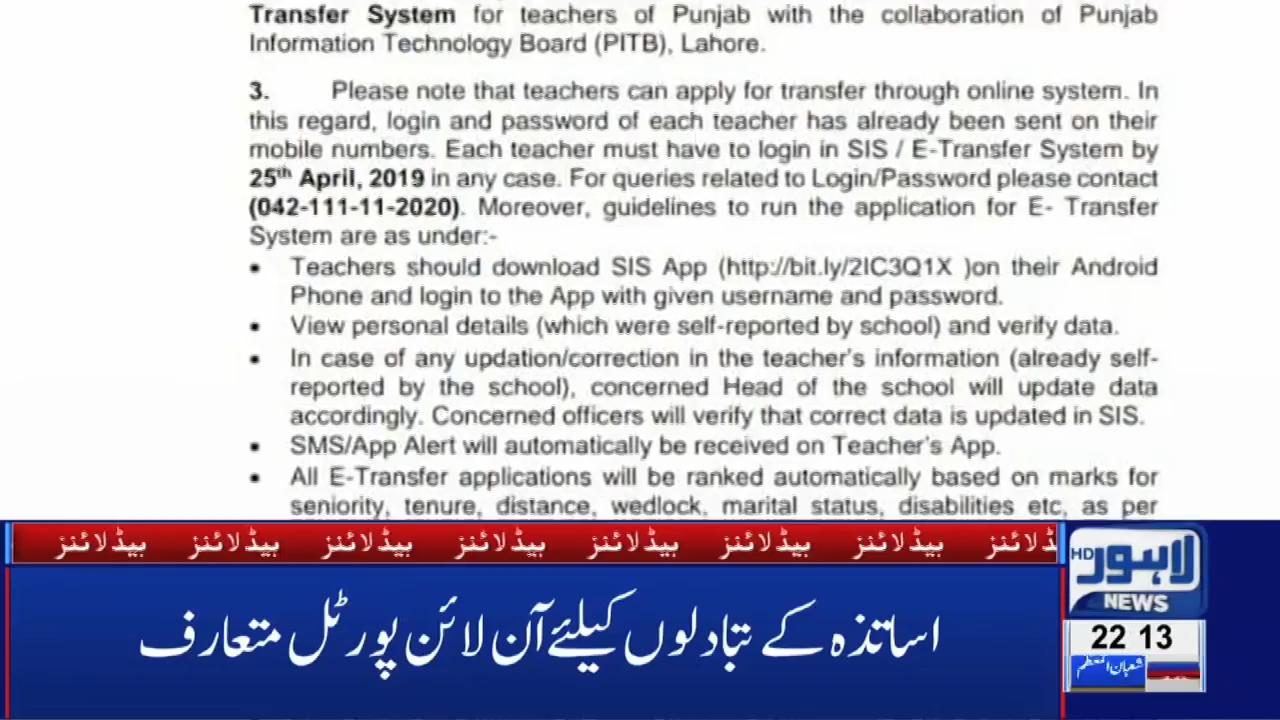 Transfer System for teachers of Punjab with the collaboration of Punjab
Information Technology Board (PITB), Lahore.
3. Please note that teachers can apply for transfer through online system. In
this regard, login and password of each teacher has already been sent on their
mobile numbers. Each teacher must have to login in SIS / E-Transfer System by
25th April, 2019 in any case. For queries related to Login/Password please contact
(042-111-11-2020). Moreover, guidelines to run the application for E- Transfer
System are as under:-
• Teachers should download SIS App (http://bit.ly/2IC3Q1X )on their Android
Phone and login to the App with given username and password.
• View personal details (which were self-reported by school) and verify data.
• In case of any updation/correction in the teacher's information (already self-
reported by the school), concerned Head of the school will update data
accordingly. Concerned officers will verify that correct data is updated in SIS.
• SMS/App Alert will automatically be received on Teacher's App.
• All E-Transfer applications will be ranked automatically based on marks for
seniority, tenure, distance, wedlock, marital status, disabilities etc, as per
ہیڈلائنز ہیڈلائنز ہیڈلائنز ہیڈلائنز ہیڈلائنز ہیڈلائنز ہیڈلائنز ڈلائنز
اساتذہ کے تبادلوں کیلئے آن لائن پورٹل متعارف
HD لاہور
NEWS
22 13
شعبان المعظم